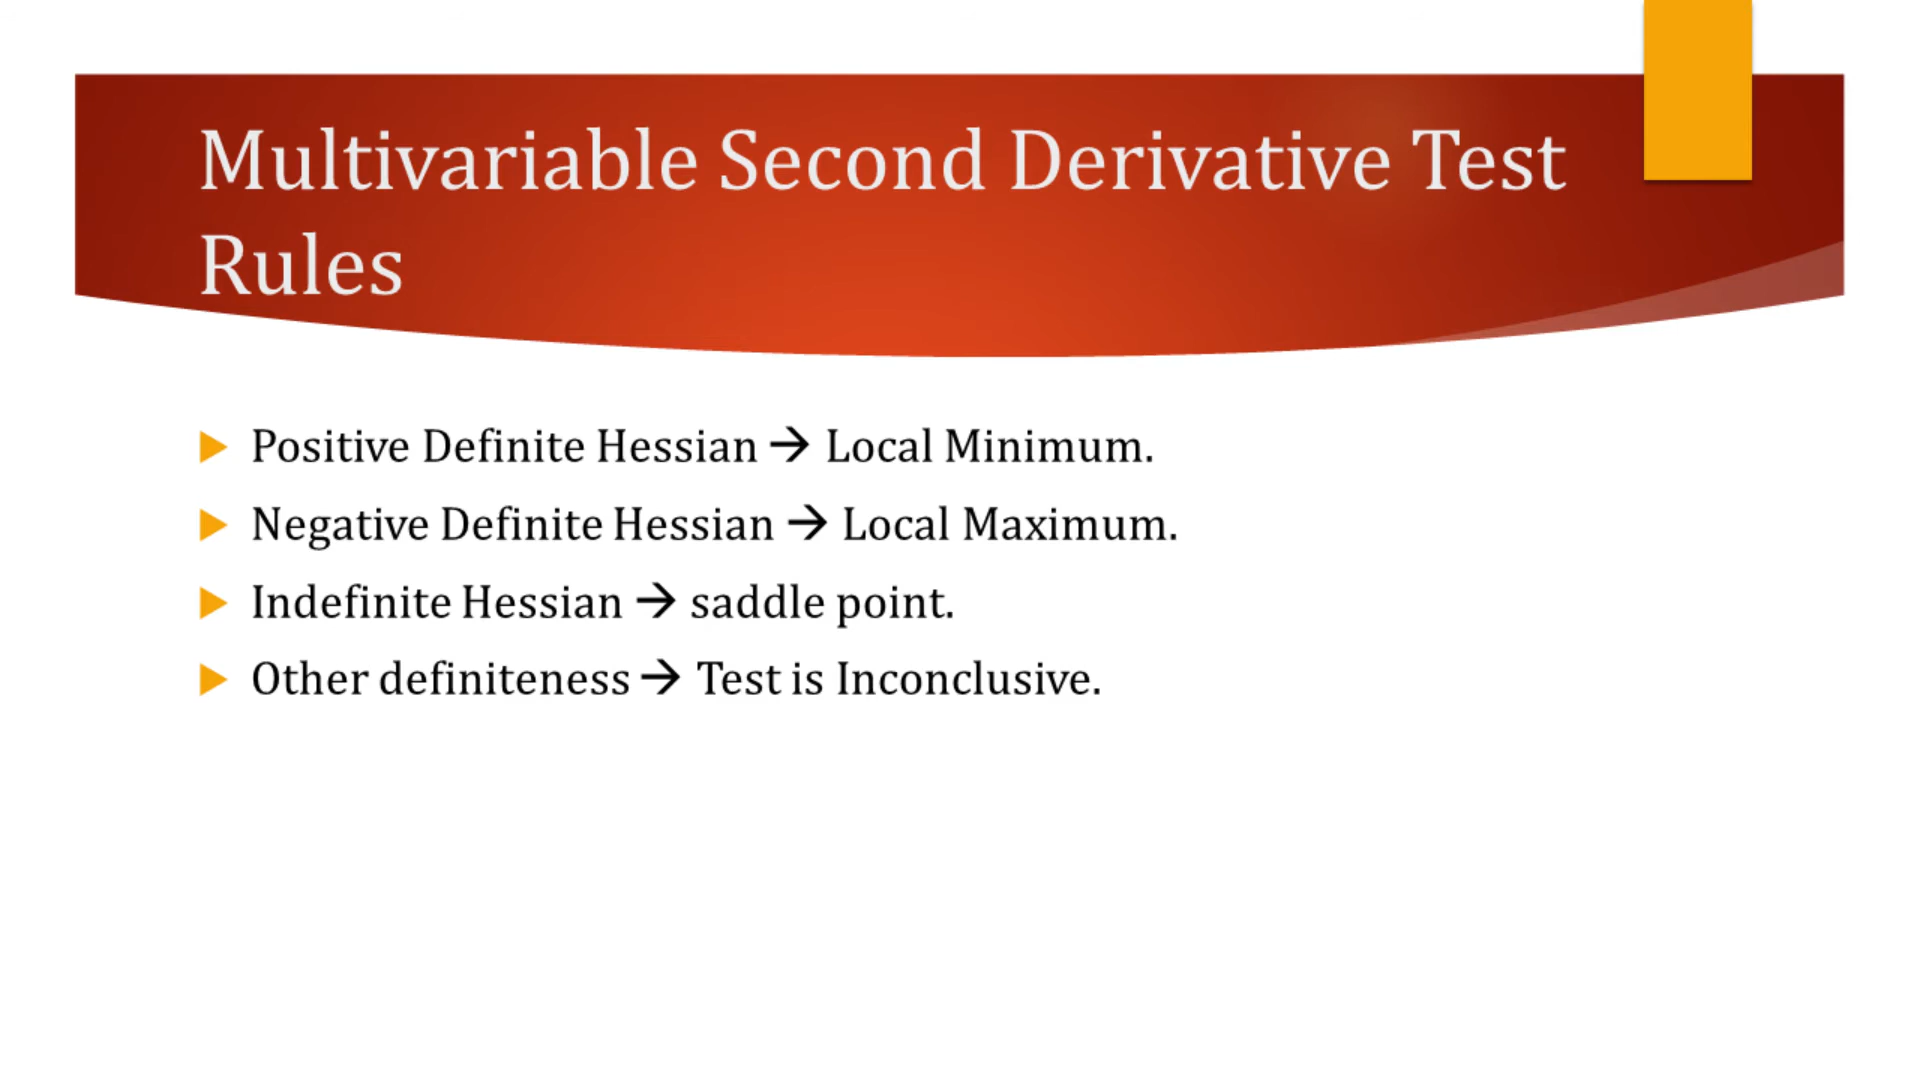 Multivariable Second Derivative Test
Rules
Positive Definite Hessian → Local Minimum.
Negative Definite Hessian → Local Maximum.
Indefinite Hessian → saddle point.
Other definiteness → Test is Inconclusive.